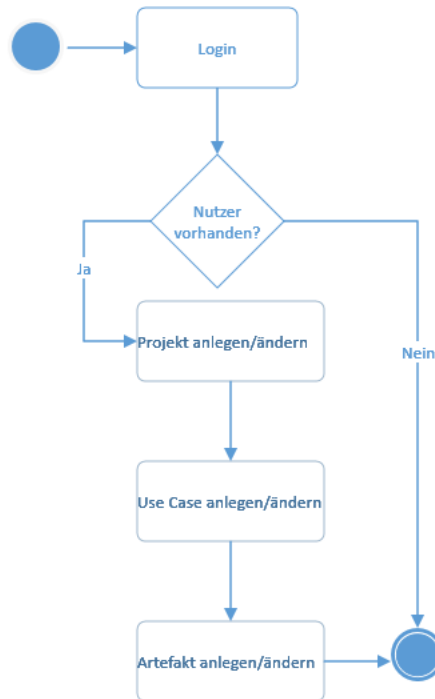 Login
Nutzer
vorhanden?
Ja
Projekt anlegen/ändern
Nein
Use Case anlegen/ändern
Artefakt anlegen/ändern